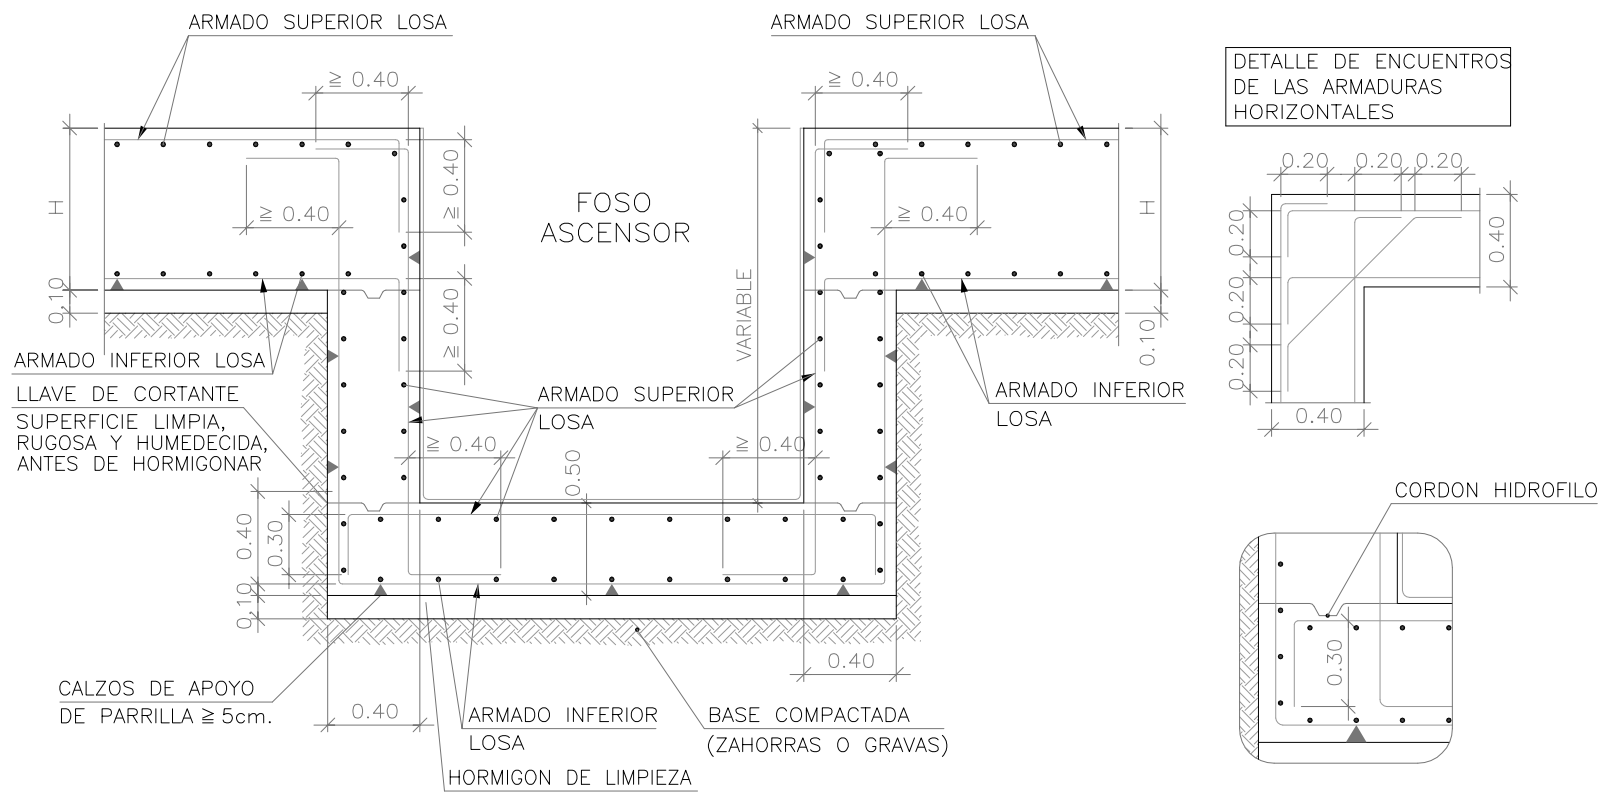 ARMADO SUPERIOR LOSA
ARMADO SUPERIOR LOSA
≥ 0.40
≥ 0.40
H
≥ 0.40
≥ 0.40
≥ 0.40
≥ 0.40
FOSO
ASCENSOR
H
0,10
0.10
VARIABLE
ARMADO INFERIOR LOSA
LLAVE DE CORTANTE
SUPERFICIE LIMPIA,
RUGOSA Y HUMEDECIDA,
ANTES DE HORMIGONAR
ARMADO SUPERIOR
LOSA
ARMADO INFERIOR
LOSA
≥ 0.40
≥ 0.40
0.50
0.40
0.30
0,10
0.40
0.40
CALZOS DE APOYO
DE PARRILLA ≥ 5cm.
ARMADO INFERIOR
LOSA
HORMIGON DE LIMPIEZA
BASE COMPACTADA
(ZAHORRAS O GRAVAS)
DETALLE DE ENCUENTROS
DE LAS ARMADURAS
HORIZONTALES
0.20
0.20
0.20
0.20
0.20
0.20
0.40
0.40
CORDON HIDROFILO
0.30